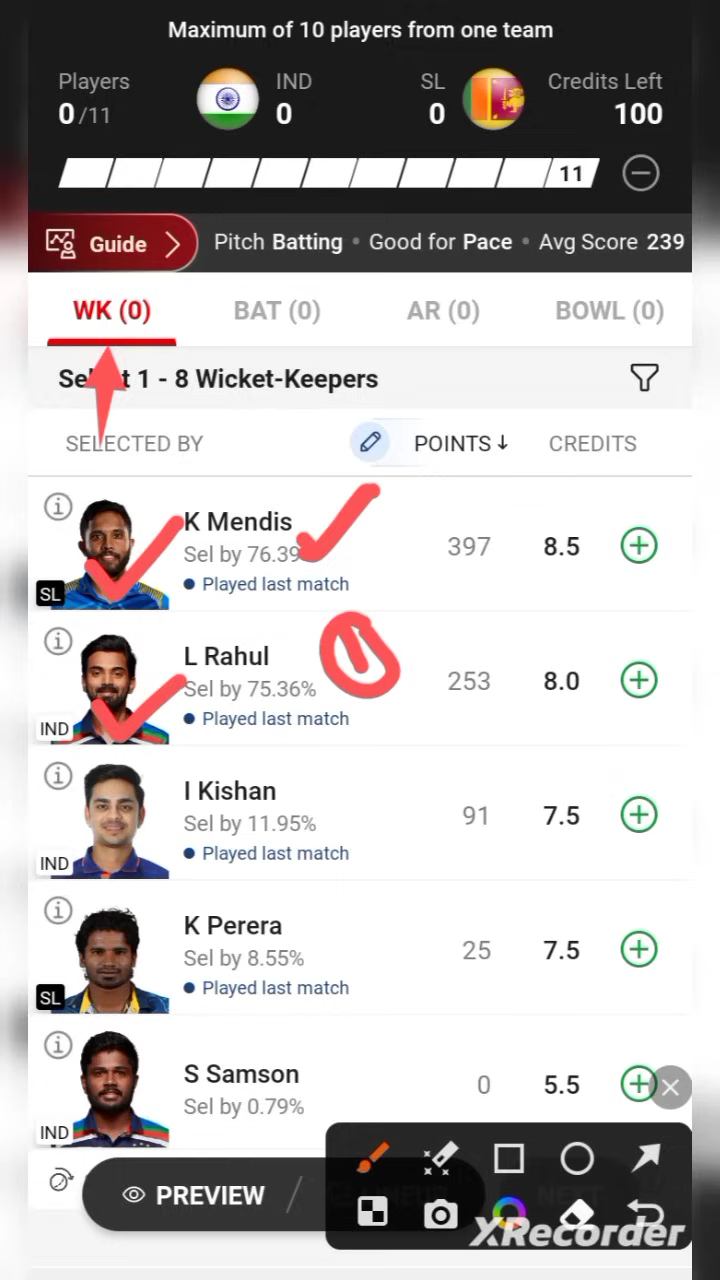 Maximum of 10 players from one team
Players IND SL Credits Left
0/11 0 0 100
11
Guide Pitch Batting • Good for Pace • Avg Score 239
WK (0) BAT (0) AR (0) BOWL (0)
1 - 8 Wicket-Keepers
SELECTED BY POINTS↓ CREDITS
K Mendis
Sel by 76.39
397 8.5
Played last match
SL
L Rahul
Sel by 75.36%
253 8.0
Played last match
IND
I Kishan
Sel by 11.95%
91 7.5
Played last match
IND
K Perera
Sel by 8.55%
25 7.5
Played last match
SL
S Samson
Sel by 0.79%
0 5.5
IND
PREVIEW
XRecorder